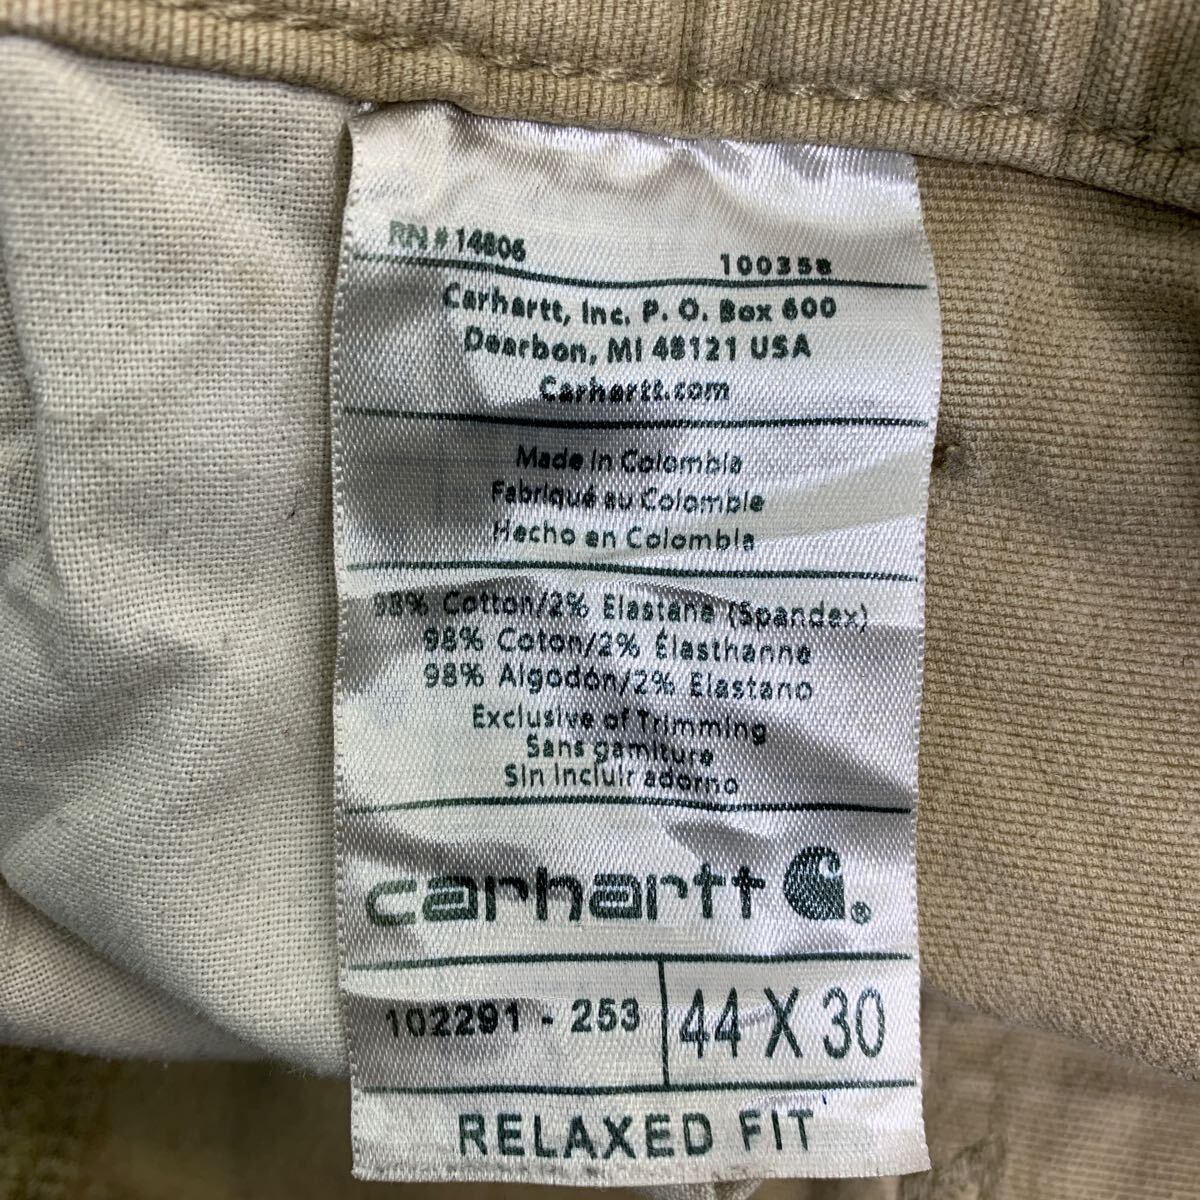 RN # 14806
100358
Carhartt, Inc. P. O. Box 600
Dearbon, MI 48121 USA
Carhartt.com
Made in Colombia
Fabriqué au Colombie
Hecho en Colombia
98% Cotton/2% Elastane (Spandex)
98% Coton/2% Élasthanne
98% Algodón/2% Elastano
Exclusive of Trimming
Sans garniture
Sin Incluir adorno
carhartt ®
102291 - 253
44 X 30
RELAXED FIT